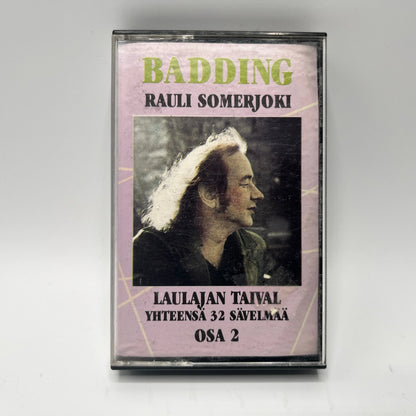 BADDING
RAULI SOMERJOKI
LAULAJAN TAIVAL
YHTEENSÄ 32 SÄVELMÄÄ
OSA 2